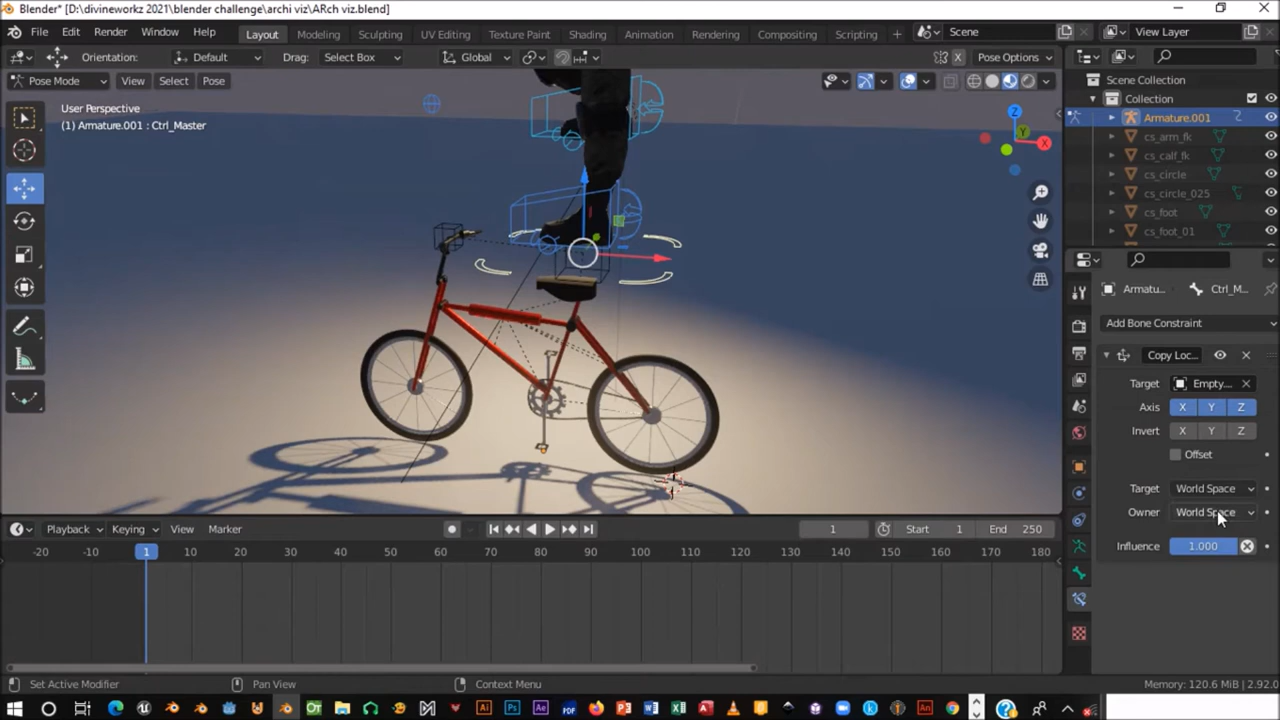 Blender* [D:\divineworkz 2021\blender challenge\archi viz\ARch viz.blend]
File Edit Render Window Help Layout Modeling Sculpting UV Editing Texture Paint Shading Animation Rendering Compositing Scripting + Scene View Layer
Orientation: Default Drag: Select Box Global Pose Options
Pose Mode View Select Pose
User Perspective
(1) Armature.001 : Ctrl_Master
Z
Y
X
Scene Collection
Collection
Armature.001
cs_arm_fk
cs_calf_fk
cs_circle
cs_circle_025
cs_foot
cs_foot_01
Armatu... Ctrl_M...
Add Bone Constraint
Copy Loc...
Target Empty...
Axis X Y Z
Invert X Y Z
Offset
Target World Space
Owner World Space
Influence 1.000
Playback Keying View Marker 1 Start 1 End 250
-20 -10 1 10 20 30 40 50 60 70 80 90 100 110 120 130 140 150 160 170 180
Set Active Modifier Pan View Context Menu Memory: 120.6 MiB | 2.92.0